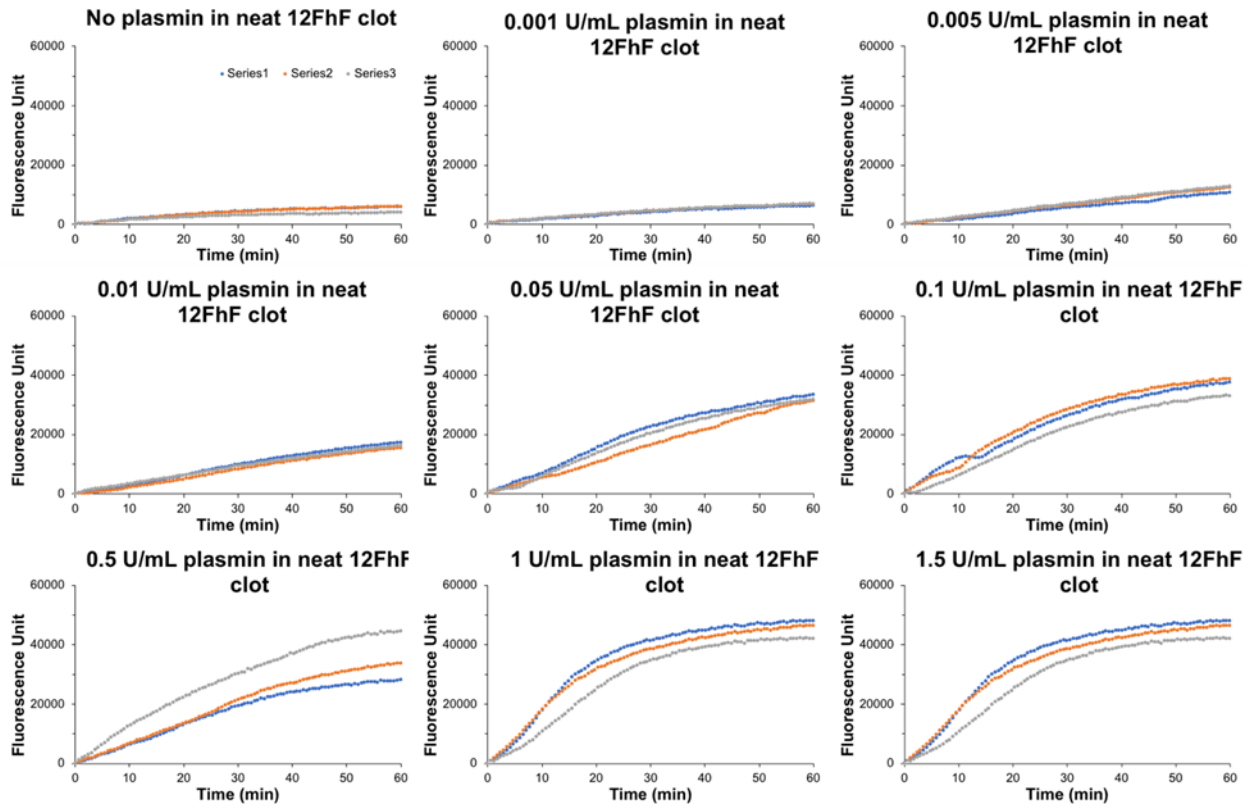 No plasmin in neat 12FhF clot
60000
40000
20000
0
Fluorescence Unit
Series1 Series2 Series3
0 10 20 30 40 50 60
Time (min)
0.001 U/mL plasmin in neat
12FhF clot
60000
40000
20000
0
Fluorescence Unit
0 10 20 30 40 50 60
Time (min)
0.005 U/mL plasmin in neat
12FhF clot
60000
40000
20000
0
Fluorescence Unit
0 10 20 30 40 50 60
Time (min)
0.01 U/mL plasmin in neat
12FhF clot
60000
40000
20000
0
Fluorescence Unit
0 10 20 30 40 50 60
Time (min)
0.05 U/mL plasmin in neat
12FhF clot
60000
40000
20000
0
Fluorescence Unit
0 10 20 30 40 50 60
Time (min)
0.1 U/mL plasmin in neat 12FhF
clot
60000
40000
20000
0
Fluorescence Unit
0 10 20 30 40 50 60
Time (min)
0.5 U/mL plasmin in neat 12FhF
clot
60000
40000
20000
0
Fluorescence Unit
0 10 20 30 40 50 60
Time (min)
1 U/mL plasmin in neat 12FhF
clot
60000
40000
20000
0
Fluorescence Unit
0 10 20 30 40 50 60
Time (min)
1.5 U/mL plasmin in neat 12FhF
clot
60000
40000
20000
0
Fluorescence Unit
0 10 20 30 40 50 60
Time (min)